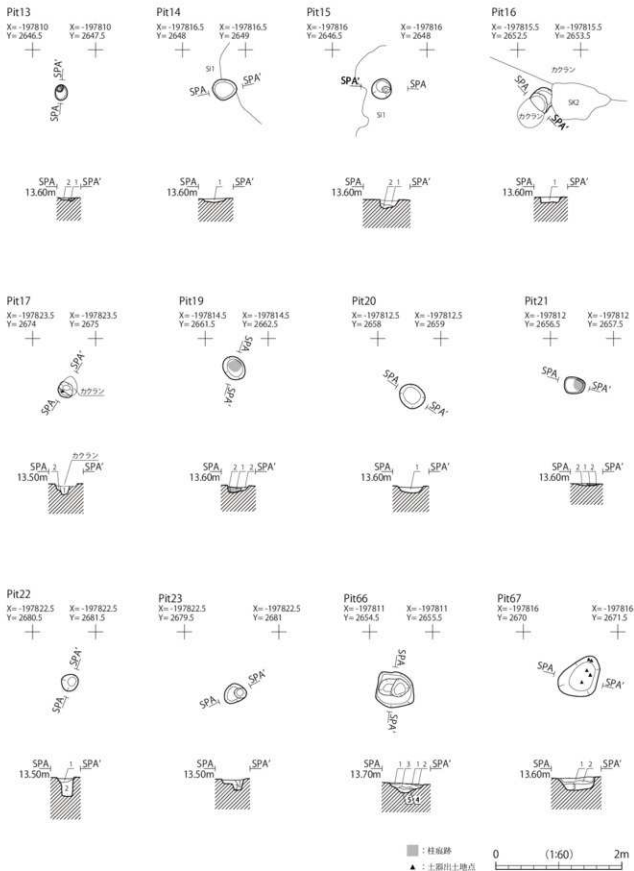 Pit13
X= -197810 X= -197810
Y= 2646.5 Y= 2647.5
SPA'
SPA
SPA 2 1 SPA'
13.60m
Pit14
X= -197816.5 X= -197816.5
Y= 2648 Y= 2649
SI1
SPA SPA'
SPA 1 SPA'
13.60m
Pit15
X= -197816 X= -197816
Y= 2646.5 Y= 2648
SPA' SPA
SI1
SPA 2 1 SPA'
13.60m
Pit16
X= -197815.5 X= -197815.5
Y= 2652.5 Y= 2653.5
カクラン
SPA
SK2
カクラン
SPA'
SPA 1 SPA'
13.60m
Pit17
X= -197823.5 X= -197823.5
Y= 2674 Y= 2675
SPA'
カクラン
SPA
カクラン
SPA 2 SPA'
13.50m
Pit19
X= -197814.5 X= -197814.5
Y= 2661.5 Y= 2662.5
SPA
SPA'
SPA 2 1 2 SPA'
13.60m
Pit20
X= -197812.5 X= -197812.5
Y= 2658 Y= 2659
SPA
SPA'
SPA 1 SPA'
13.60m
Pit21
X= -197812 X= -197812
Y= 2656.5 Y= 2657.5
SPA
SPA'
SPA 2 1 2 SPA'
13.60m
Pit22
X= -197822.5 X= -197822.5
Y= 2680.5 Y= 2681.5
SPA'
SPA
SPA 1 SPA'
13.50m
2
Pit23
X= -197822.5 X= -197822.5
Y= 2679.5 Y= 2681
SPA'
SPA
SPA SPA'
13.50m
Pit66
X= -197811 X= -197811
Y= 2654.5 Y= 2655.5
SPA
SPA'
SPA 1 3 1 2 SPA'
13.70m
5 4
Pit67
X= -197816 X= -197816
Y= 2670 Y= 2671.5
SPA
SPA'
SPA 1 2 SPA'
13.60m
：柱痕跡
▲ ：土器出土地点
0 (1:60) 2m